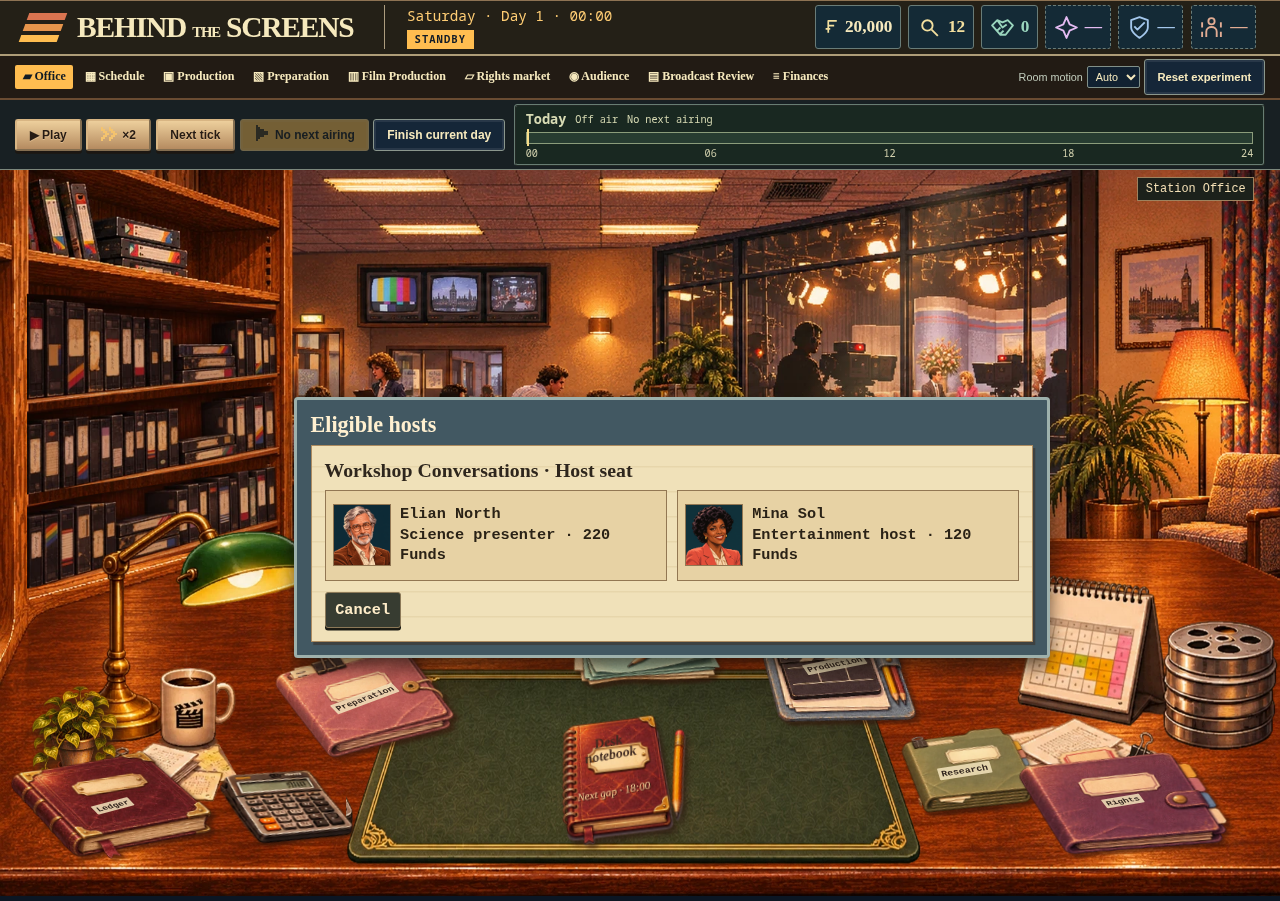 BEHIND THE SCREENS
Saturday · Day 1 · 00:00
STANDBY
20,000
12
0
—
—
—
Office
Schedule
Production
Preparation
Film Production
Rights market
Audience
Broadcast Review
Finances
Room motion
Auto
Reset experiment
Play
×2
Next tick
No next airing
Finish current day
Today Off air No next airing
00 06 12 18 24
Station Office
Eligible hosts
Workshop Conversations · Host seat
Elian North
Science presenter · 220
Funds
Mina Sol
Entertainment host · 120
Funds
Cancel
Preparation
Production
Desk
notebook
Next gap · 18:00
Research
Ledger
Rights